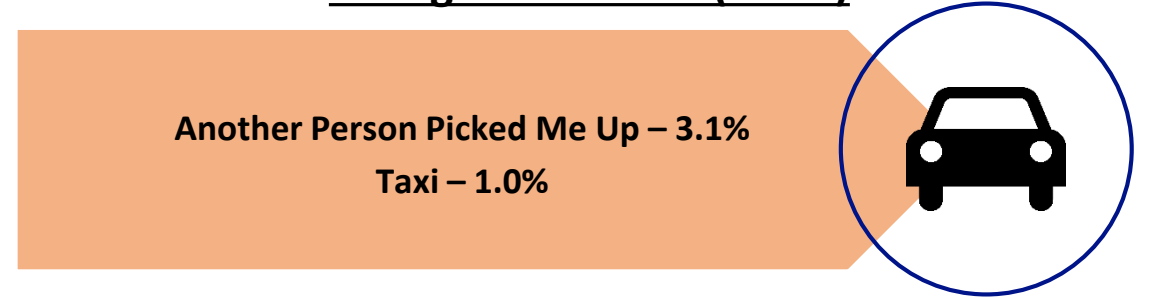 Another Person Picked Me Up – 3.1%
Taxi – 1.0%